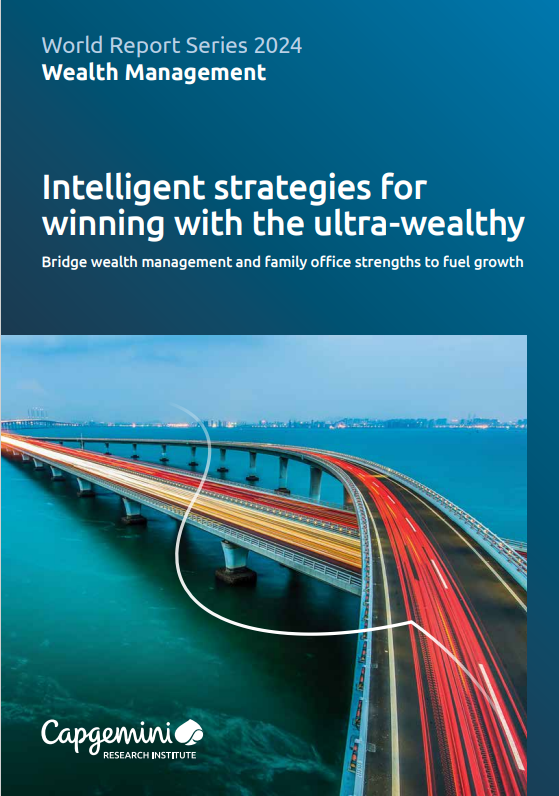 World Report Series 2024
Wealth Management
Intelligent strategies for
winning with the ultra-wealthy
Bridge wealth management and family office strengths to fuel growth
Capgemini
RESEARCH INSTITUTE